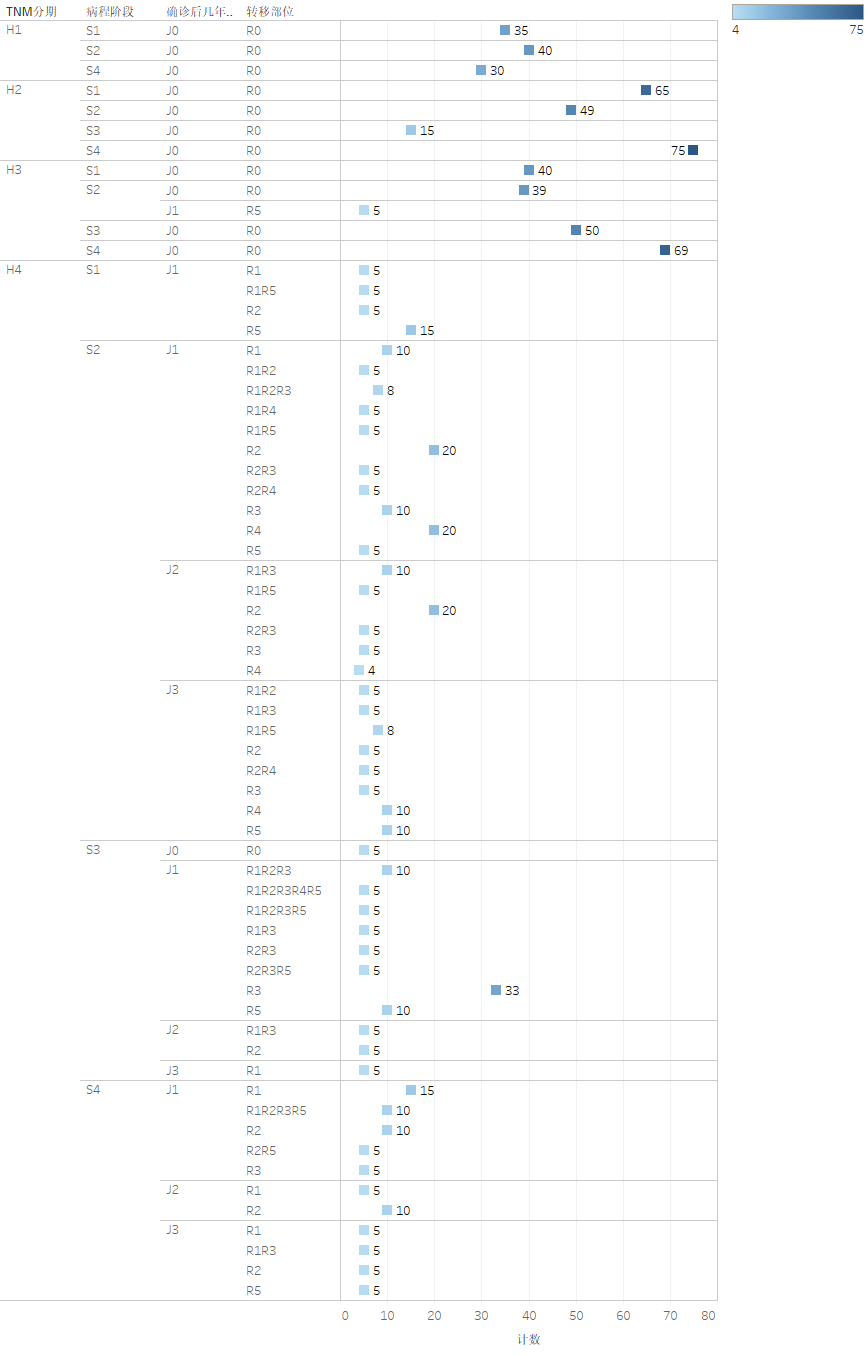 TNM分期 病程阶段 确诊后几年.. 转移部位
4 75
H1 S1 J0 R0 35
S2 J0 R0 40
S4 J0 R0 30
H2 S1 J0 R0 65
S2 J0 R0 49
S3 J0 R0 15
S4 J0 R0 75
H3 S1 J0 R0 40
S2 J0 R0 39
J1 R5 5
S3 J0 R0 50
S4 J0 R0 69
H4 S1 J1 R1 5
R1R5 5
R2 5
R5 15
S2 J1 R1 10
R1R2 5
R1R2R3 8
R1R4 5
R1R5 5
R2 20
R2R3 5
R2R4 5
R3 10
R4 20
R5 5
J2 R1R3 10
R1R5 5
R2 20
R2R3 5
R3 5
R4 4
J3 R1R2 5
R1R3 5
R1R5 8
R2 5
R2R4 5
R3 5
R4 10
R5 10
S3 J0 R0 5
J1 R1R2R3 10
R1R2R3R4R5 5
R1R2R3R5 5
R1R3 5
R2R3 5
R2R3R5 5
R3 33
R5 10
J2 R1R3 5
R2 5
J3 R1 5
S4 J1 R1 15
R1R2R3R5 10
R2 10
R2R5 5
R3 5
J2 R1 5
R2 10
J3 R1 5
R1R3 5
R2 5
R5 5
0 10 20 30 40 50 60 70 80
计数